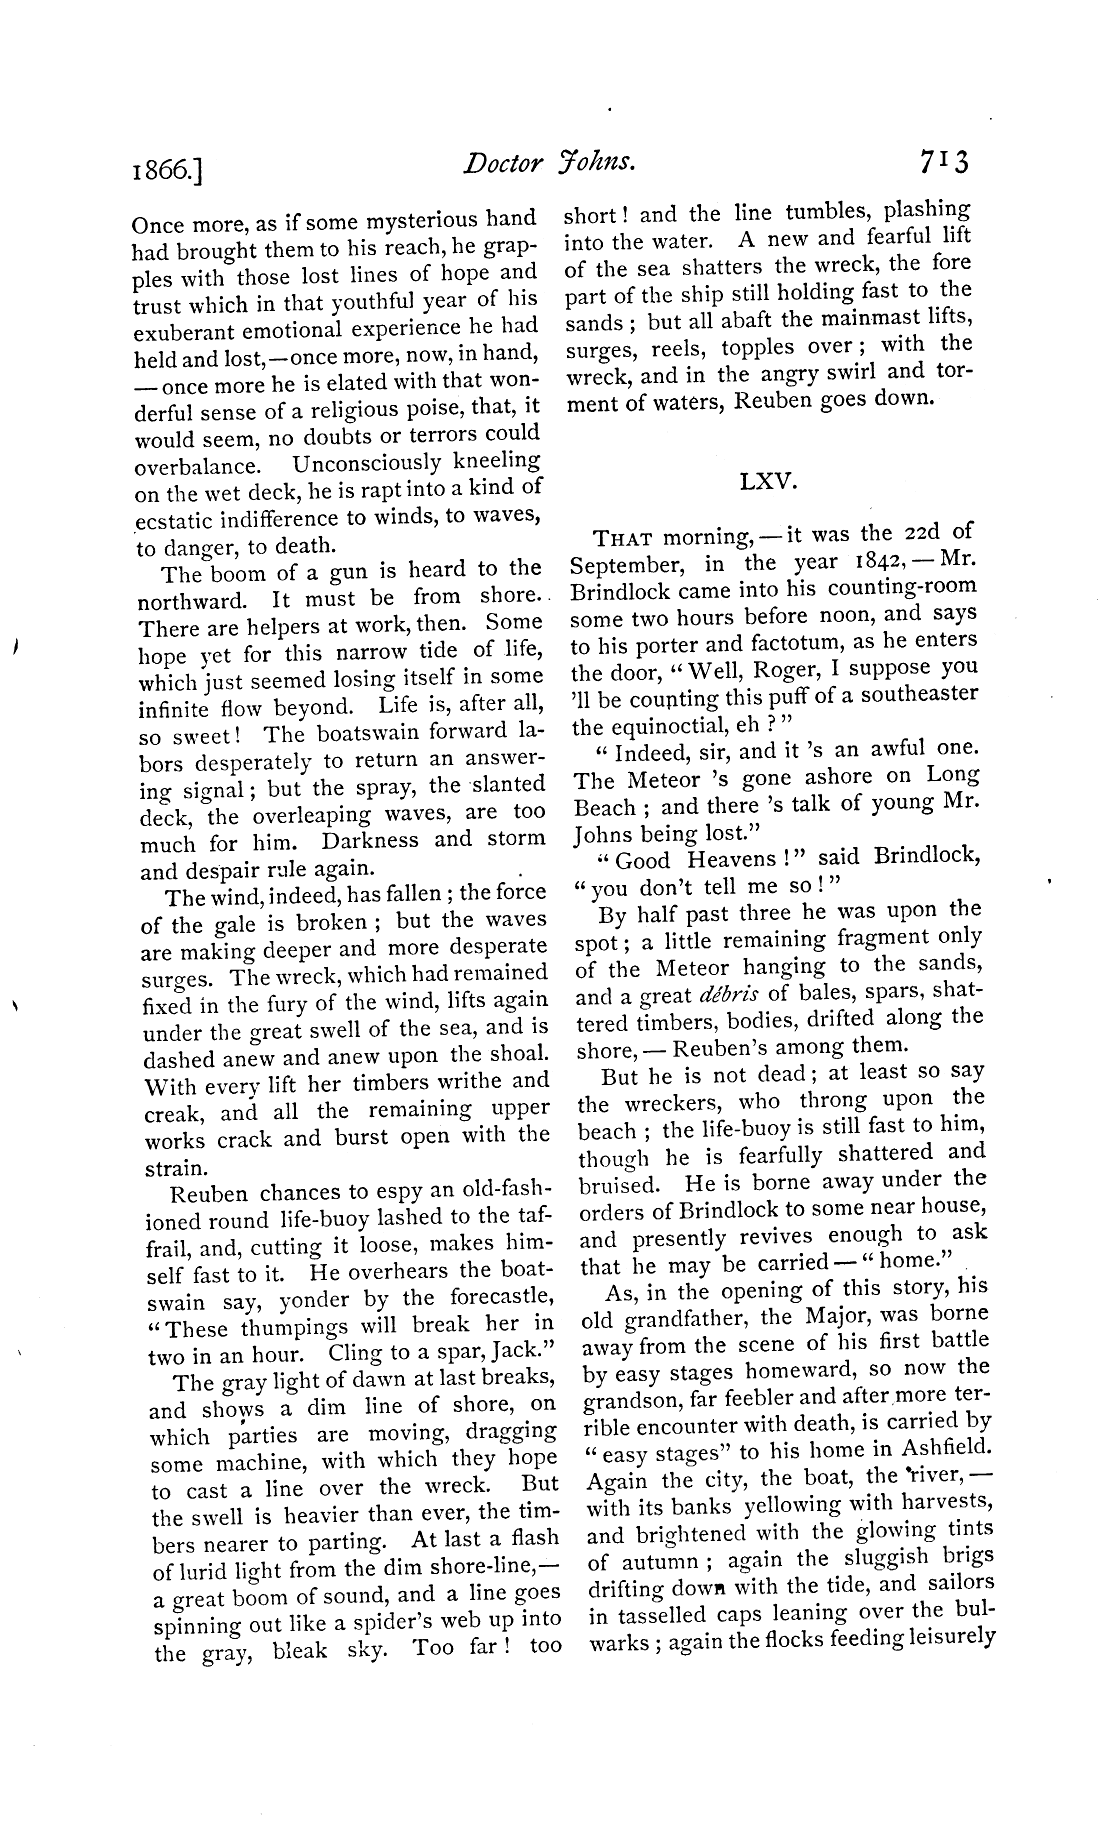 1866.] Doctor Johns. 713
Once more, as if some mysterious hand
had brought them to his reach, he grap-
ples with those lost lines of hope and
trust which in that youthful year of his
exuberant emotional experience he had
held and lost,—once more, now, in hand,
—once more he is elated with that won-
derful sense of a religious poise, that, it
would seem, no doubts or terrors could
overbalance. Unconsciously kneeling
on the wet deck, he is rapt into a kind of
ecstatic indifference to winds, to waves,
to danger, to death.
The boom of a gun is heard to the
northward. It must be from shore.
There are helpers at work, then. Some
hope yet for this narrow tide of life,
which just seemed losing itself in some
infinite flow beyond. Life is, after all,
so sweet! The boatswain forward la-
bors desperately to return an answer-
ing signal; but the spray, the slanted
deck, the overleaping waves, are too
much for him. Darkness and storm
and despair rule again.
The wind, indeed, has fallen; the force
of the gale is broken; but the waves
are making deeper and more desperate
surges. The wreck, which had remained
fixed in the fury of the wind, lifts again
under the great swell of the sea, and is
dashed anew and anew upon the shoal.
With every lift her timbers writhe and
creak, and all the remaining upper
works crack and burst open with the
strain.
Reuben chances to espy an old-fash-
ioned round life-buoy lashed to the taf-
frail, and, cutting it loose, makes him-
self fast to it. He overhears the boat-
swain say, yonder by the forecastle,
"These thumpings will break her in
two in an hour. Cling to a spar, Jack."
The gray light of dawn at last breaks,
and shows a dim line of shore, on
which parties are moving, dragging
some machine, with which they hope
to cast a line over the wreck. But
the swell is heavier than ever, the tim-
bers nearer to parting. At last a flash
of lurid light from the dim shore-line,—
a great boom of sound, and a line goes
spinning out like a spider's web up into
the gray, bleak sky. Too far! too
short! and the line tumbles, plashing
into the water. A new and fearful lift
of the sea shatters the wreck, the fore
part of the ship still holding fast to the
sands; but all abaft the mainmast lifts,
surges, reels, topples over; with the
wreck, and in the angry swirl and tor-
ment of waters, Reuben goes down.
LXV.
THAT morning,—it was the 22d of
September, in the year 1842,—Mr.
Brindlock came into his counting-room
some two hours before noon, and says
to his porter and factotum, as he enters
the door, "Well, Roger, I suppose you
'll be counting this puff of a southeaster
the equinoctial, eh?"
"Indeed, sir, and it 's an awful one.
The Meteor 's gone ashore on Long
Beach; and there 's talk of young Mr.
Johns being lost."
"Good Heavens!" said Brindlock,
"you don't tell me so!"
By half past three he was upon the
spot; a little remaining fragment only
of the Meteor hanging to the sands,
and a great débris of bales, spars, shat-
tered timbers, bodies, drifted along the
shore,—Reuben's among them.
But he is not dead; at least so say
the wreckers, who throng upon the
beach; the life-buoy is still fast to him,
though he is fearfully shattered and
bruised. He is borne away under the
orders of Brindlock to some near house,
and presently revives enough to ask
that he may be carried—"home."
As, in the opening of this story, his
old grandfather, the Major, was borne
away from the scene of his first battle
by easy stages homeward, so now the
grandson, far feebler and after more ter-
rible encounter with death, is carried by
"easy stages" to his home in Ashfield.
Again the city, the boat, the river,—
with its banks yellowing with harvests,
and brightened with the glowing tints
of autumn; again the sluggish brigs
drifting down with the tide, and sailors
in tasselled caps leaning over the bul-
warks; again the flocks feeding leisurely